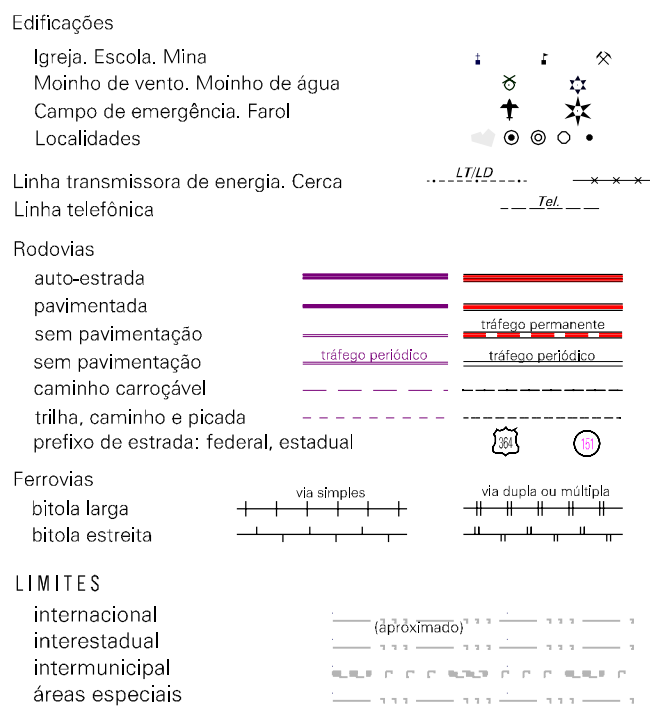 Edificações
Igreja. Escola. Mina
Moinho de vento. Moinho de água
Campo de emergência. Farol
Localidades
Linha transmissora de energia. Cerca LT/LD
Linha telefônica Tel.
Rodovias
auto-estrada
pavimentada
sem pavimentação tráfego permanente
sem pavimentação tráfego periódico tráfego periódico
caminho carroçável
trilha, caminho e picada
prefixo de estrada: federal, estadual 364 151
Ferrovias via simples via dupla ou múltipla
bitola larga
bitola estreita
LIMITES
internacional
(aproximado)
interestadual
intermunicipal
áreas especiais